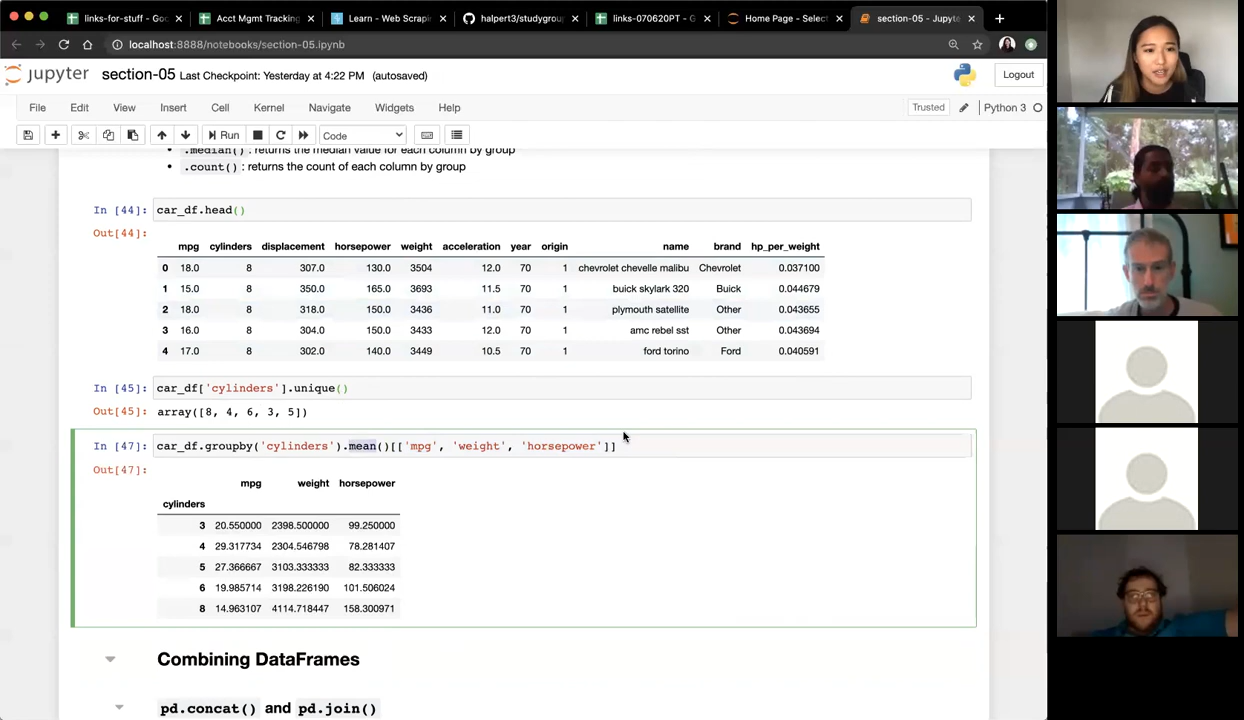 links-for-stuff - Goo
Acct Mgmt Tracking
Learn - Web Scrapi
halpert3/studygrou
links-070620PT - G
Home Page - Select
section-05 - Jupyte
localhost:8888/notebooks/section-05.ipynb
jupyter section-05 Last Checkpoint: Yesterday at 4:22 PM (autosaved)
Logout
File Edit View Insert Cell Kernel Navigate Widgets Help
Trusted Python 3
Run Code
.median() : returns the median value for each column by group
.count() : returns the count of each column by group
In [44]: car_df.head()
Out[44]:
mpg cylinders displacement horsepower weight acceleration year origin name brand hp_per_weight
0 18.0 8 307.0 130.0 3504 12.0 70 1 chevrolet chevelle malibu Chevrolet 0.037100
1 15.0 8 350.0 165.0 3693 11.5 70 1 buick skylark 320 Buick 0.044679
2 18.0 8 318.0 150.0 3436 11.0 70 1 plymouth satellite Other 0.043655
3 16.0 8 304.0 150.0 3433 12.0 70 1 amc rebel sst Other 0.043694
4 17.0 8 302.0 140.0 3449 10.5 70 1 ford torino Ford 0.040591
In [45]: car_df['cylinders'].unique()
Out[45]: array([8, 4, 6, 3, 5])
In [47]: car_df.groupby('cylinders').mean()[['mpg', 'weight', 'horsepower']]
Out[47]:
mpg weight horsepower
cylinders
3 20.550000 2398.500000 99.250000
4 29.317734 2304.546798 78.281407
5 27.366667 3103.333333 82.333333
6 19.985714 3198.226190 101.506024
8 14.963107 4114.718447 158.300971
Combining DataFrames
pd.concat() and pd.join()